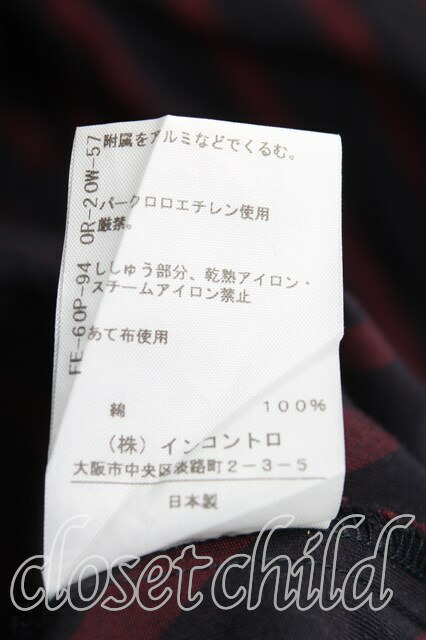 附属をアルミなどでくるむ。
パークロロエチレン使用
厳禁。
ししゅう部分、乾熱アイロン・
スチームアイロン禁止
あて布使用
綿 100%
(株)インコントロ
大阪市中央区淡路町2-3-5
日本製
FE-60P-94 OR-20W-57
closetchild